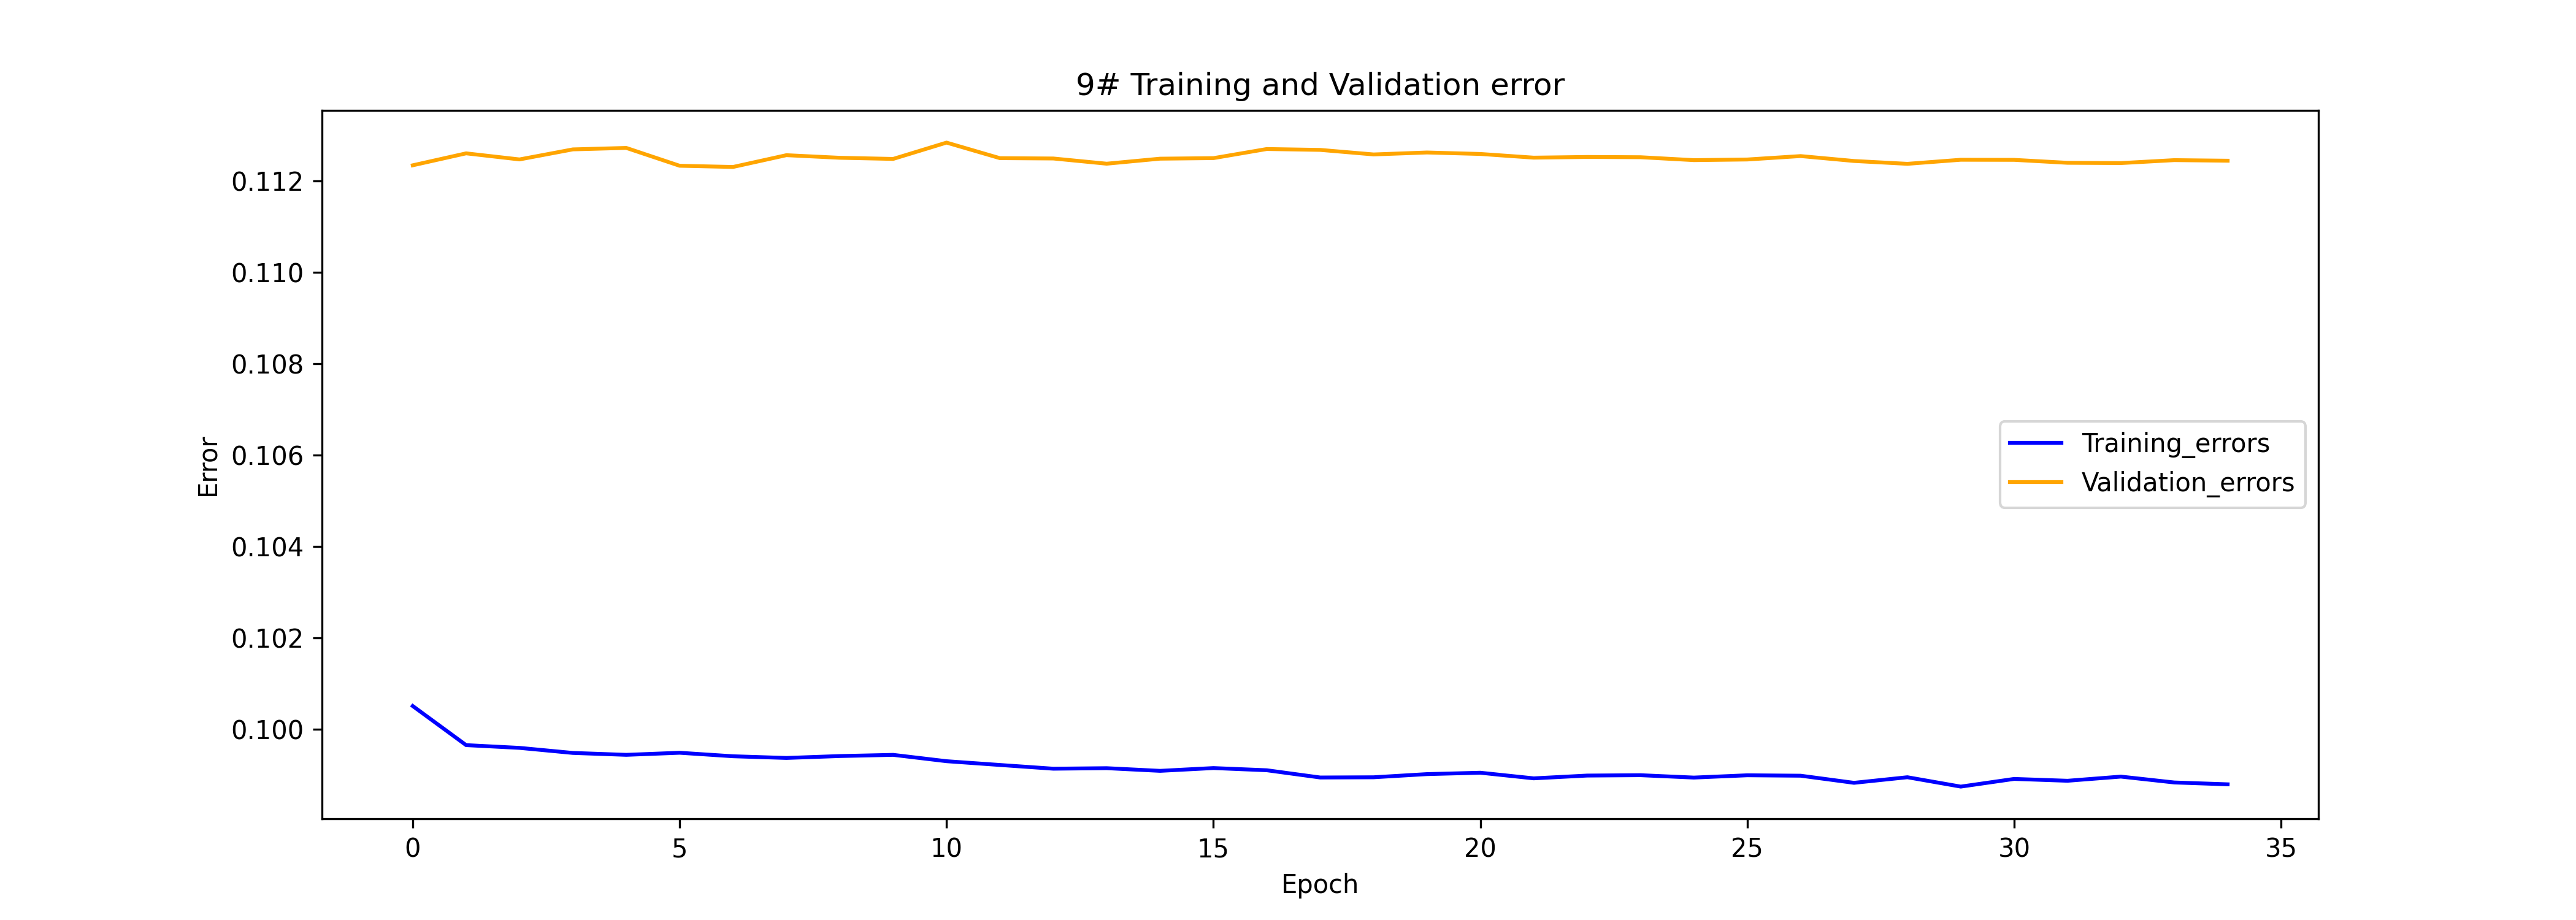 9# Training and Validation error
0.112
0.110
0.108
0.106
0.104
0.102
0.100
Error
Training_errors
Validation_errors
0 5 10 15 20 25 30 35
Epoch